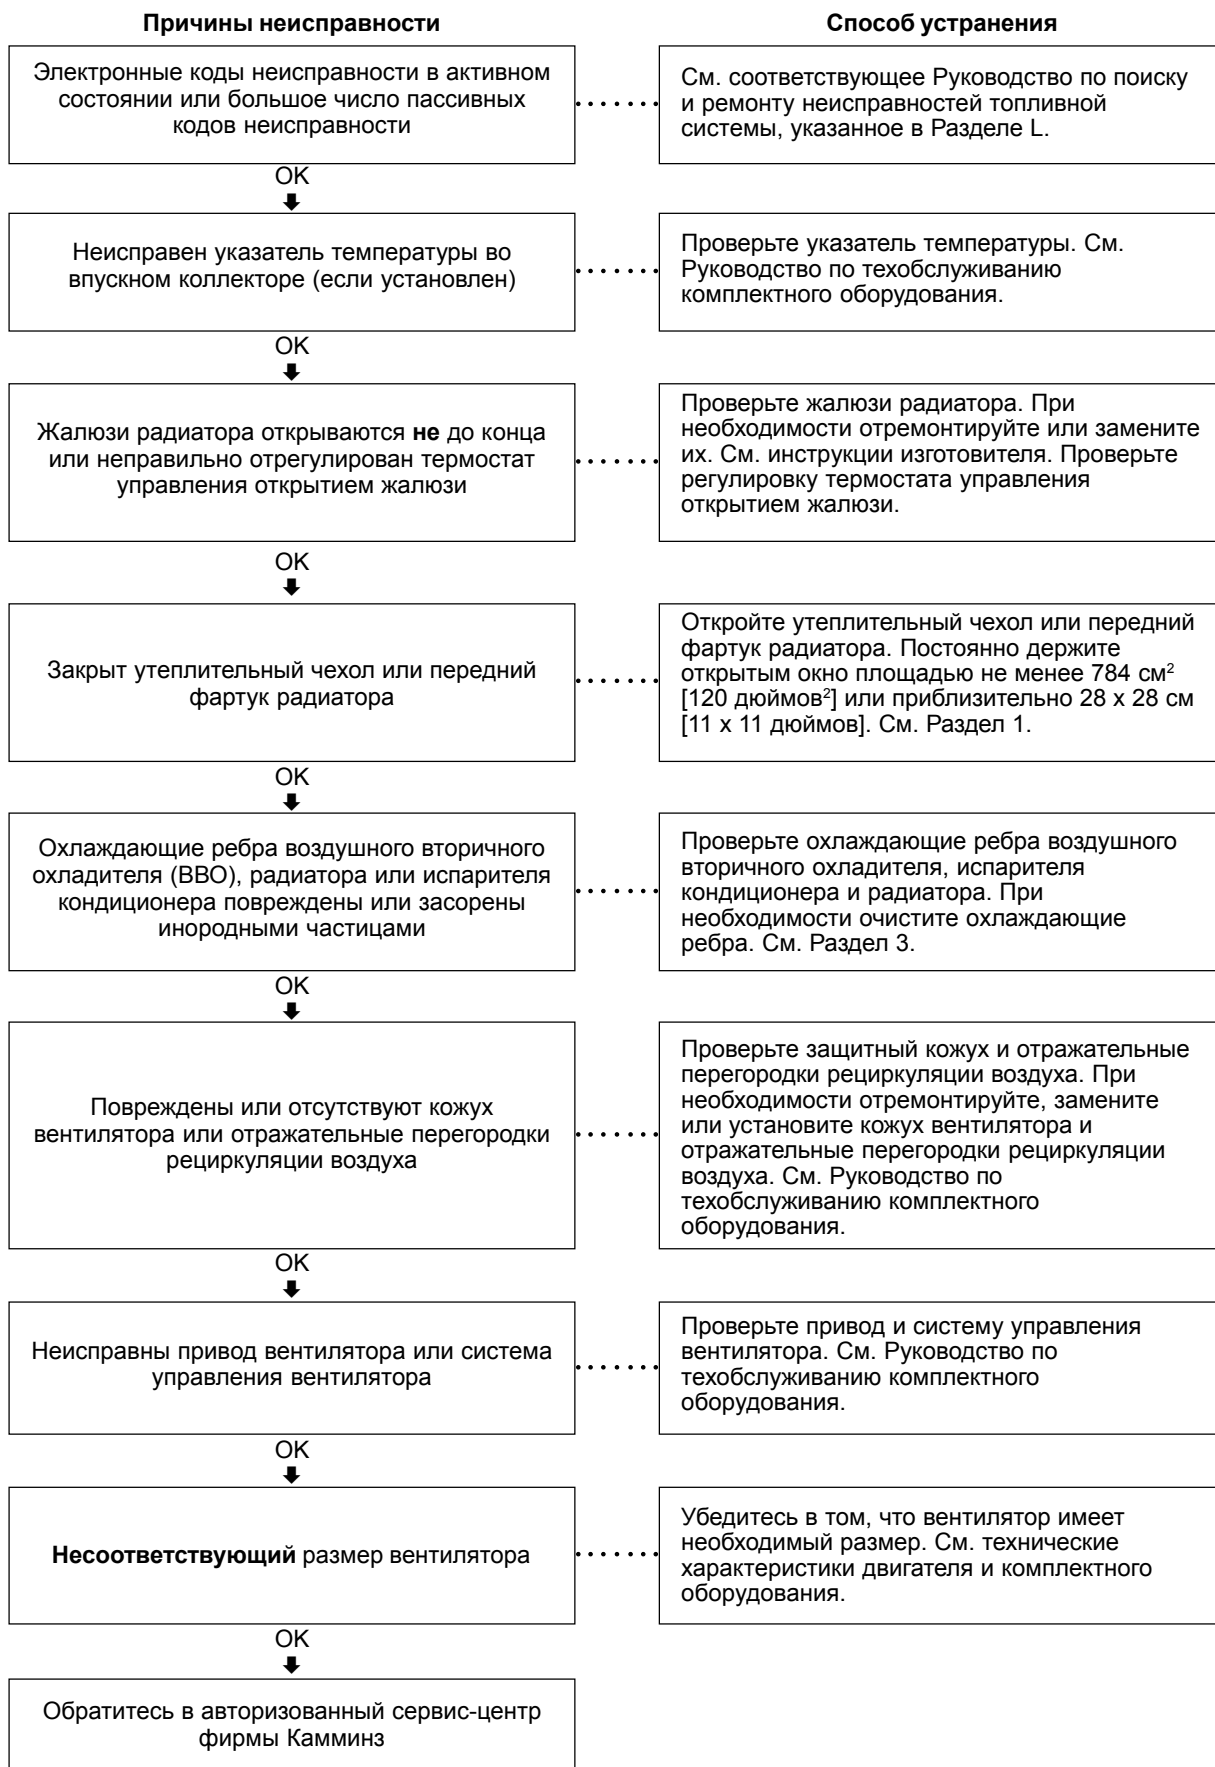 Причины неисправности
Способ устранения
Электронные коды неисправности в активном
состоянии или большое число пассивных
кодов неисправности
См. соответствующее Руководство по поиску
и ремонту неисправностей топливной
системы, указанное в Разделе L.
OK
Неисправен указатель температуры во
впускном коллекторе (если установлен)
Проверьте указатель температуры. См.
Руководство по техобслуживанию
комплектного оборудования.
OK
Жалюзи радиатора открываются не до конца
или неправильно отрегулирован термостат
управления открытием жалюзи
Проверьте жалюзи радиатора. При
необходимости отремонтируйте или замените
их. См. инструкции изготовителя. Проверьте
регулировку термостата управления
открытием жалюзи.
OK
Закрыт утеплительный чехол или передний
фартук радиатора
Откройте утеплительный чехол или передний
фартук радиатора. Постоянно держите
открытым окно площадью не менее 784 см²
[120 дюймов²] или приблизительно 28 x 28 см
[11 x 11 дюймов]. См. Раздел 1.
OK
Охлаждающие ребра воздушного вторичного
охладителя (ВВО), радиатора или испарителя
кондиционера повреждены или засорены
инородными частицами
Проверьте охлаждающие ребра воздушного
вторичного охладителя, испарителя
кондиционера и радиатора. При
необходимости очистите охлаждающие
ребра. См. Раздел 3.
OK
Повреждены или отсутствуют кожух
вентилятора или отражательные перегородки
рециркуляции воздуха
Проверьте защитный кожух и отражательные
перегородки рециркуляции воздуха. При
необходимости отремонтируйте, замените
или установите кожух вентилятора и
отражательные перегородки рециркуляции
воздуха. См. Руководство по
техобслуживанию комплектного
оборудования.
OK
Неисправны привод вентилятора или система
управления вентилятора
Проверьте привод и систему управления
вентилятора. См. Руководство по
техобслуживанию комплектного
оборудования.
OK
Несоответствующий размер вентилятора
Убедитесь в том, что вентилятор имеет
необходимый размер. См. технические
характеристики двигателя и комплектного
оборудования.
OK
Обратитесь в авторизованный сервис-центр
фирмы Камминз